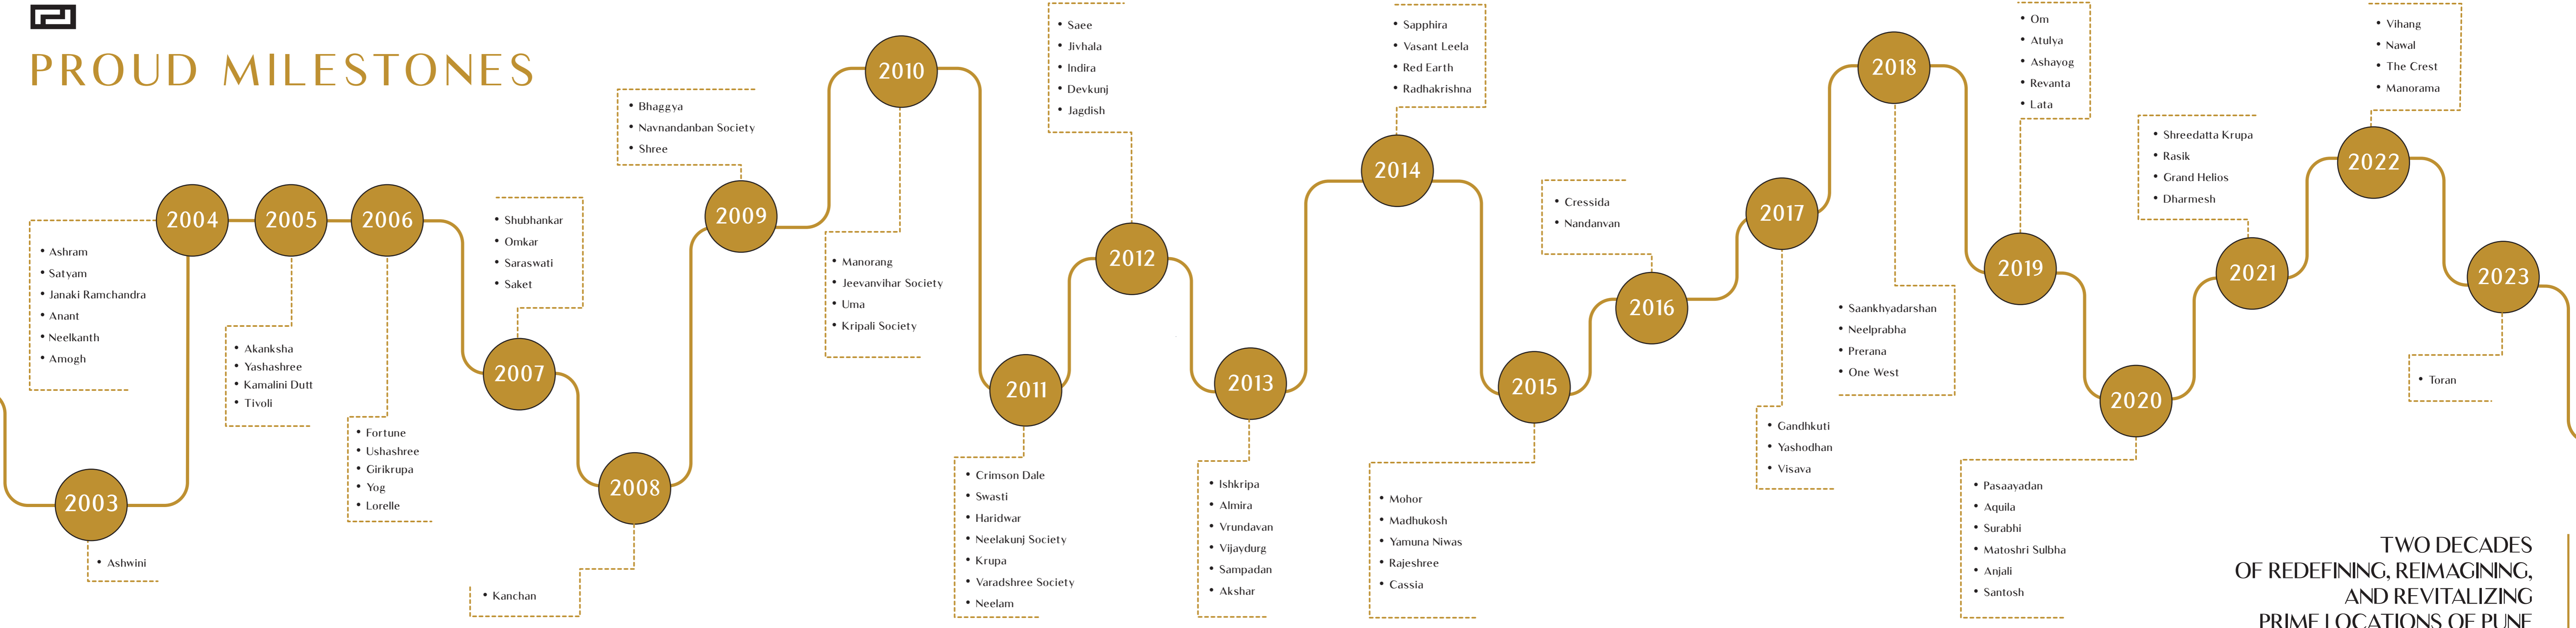 PROUD MILESTONES
2003
Ashwini
2004
Ashram
Satyam
Janaki Ramchandra
Anant
Neelkanth
Amogh
2005
Akanksha
Yashashree
Kamalini Dutt
Tivoli
2006
Fortune
Ushashree
Girikrupa
Yog
Lorelle
2007
Shubhankar
Omkar
Saraswati
Saket
2008
Kanchan
2009
Bhaggya
Navnandanban Society
Shree
2010
Manorang
Jeevanvihar Society
Uma
Kripali Society
2011
Crimson Dale
Swasti
Haridwar
Neelakunj Society
Krupa
Varadshree Society
Neelam
2012
Saee
Jivhala
Indira
Devkunj
Jagdish
2013
Ishkripa
Almira
Vrundavan
Vijaydurg
Sampadan
Akshar
2014
Sapphira
Vasant Leela
Red Earth
Radhakrishna
2015
Mohor
Madhukosh
Yamuna Niwas
Rajeshree
Cassia
2016
Cressida
Nandanvan
2017
Gandhkuti
Yashodhan
Visava
2018
Saankhyadarshan
Neelprabha
Prerana
One West
2019
Om
Atulya
Ashayog
Revanta
Lata
2020
Pasaayadan
Aquila
Surabhi
Matoshri Sulbha
Anjali
Santosh
2021
Shreedatta Krupa
Rasik
Grand Helios
Dharmesh
2022
Vihang
Nawal
The Crest
Manorama
2023
Toran
TWO DECADES
OF REDEFINING, REIMAGINING,
AND REVITALIZING
PRIME LOCATIONS OF PUNE